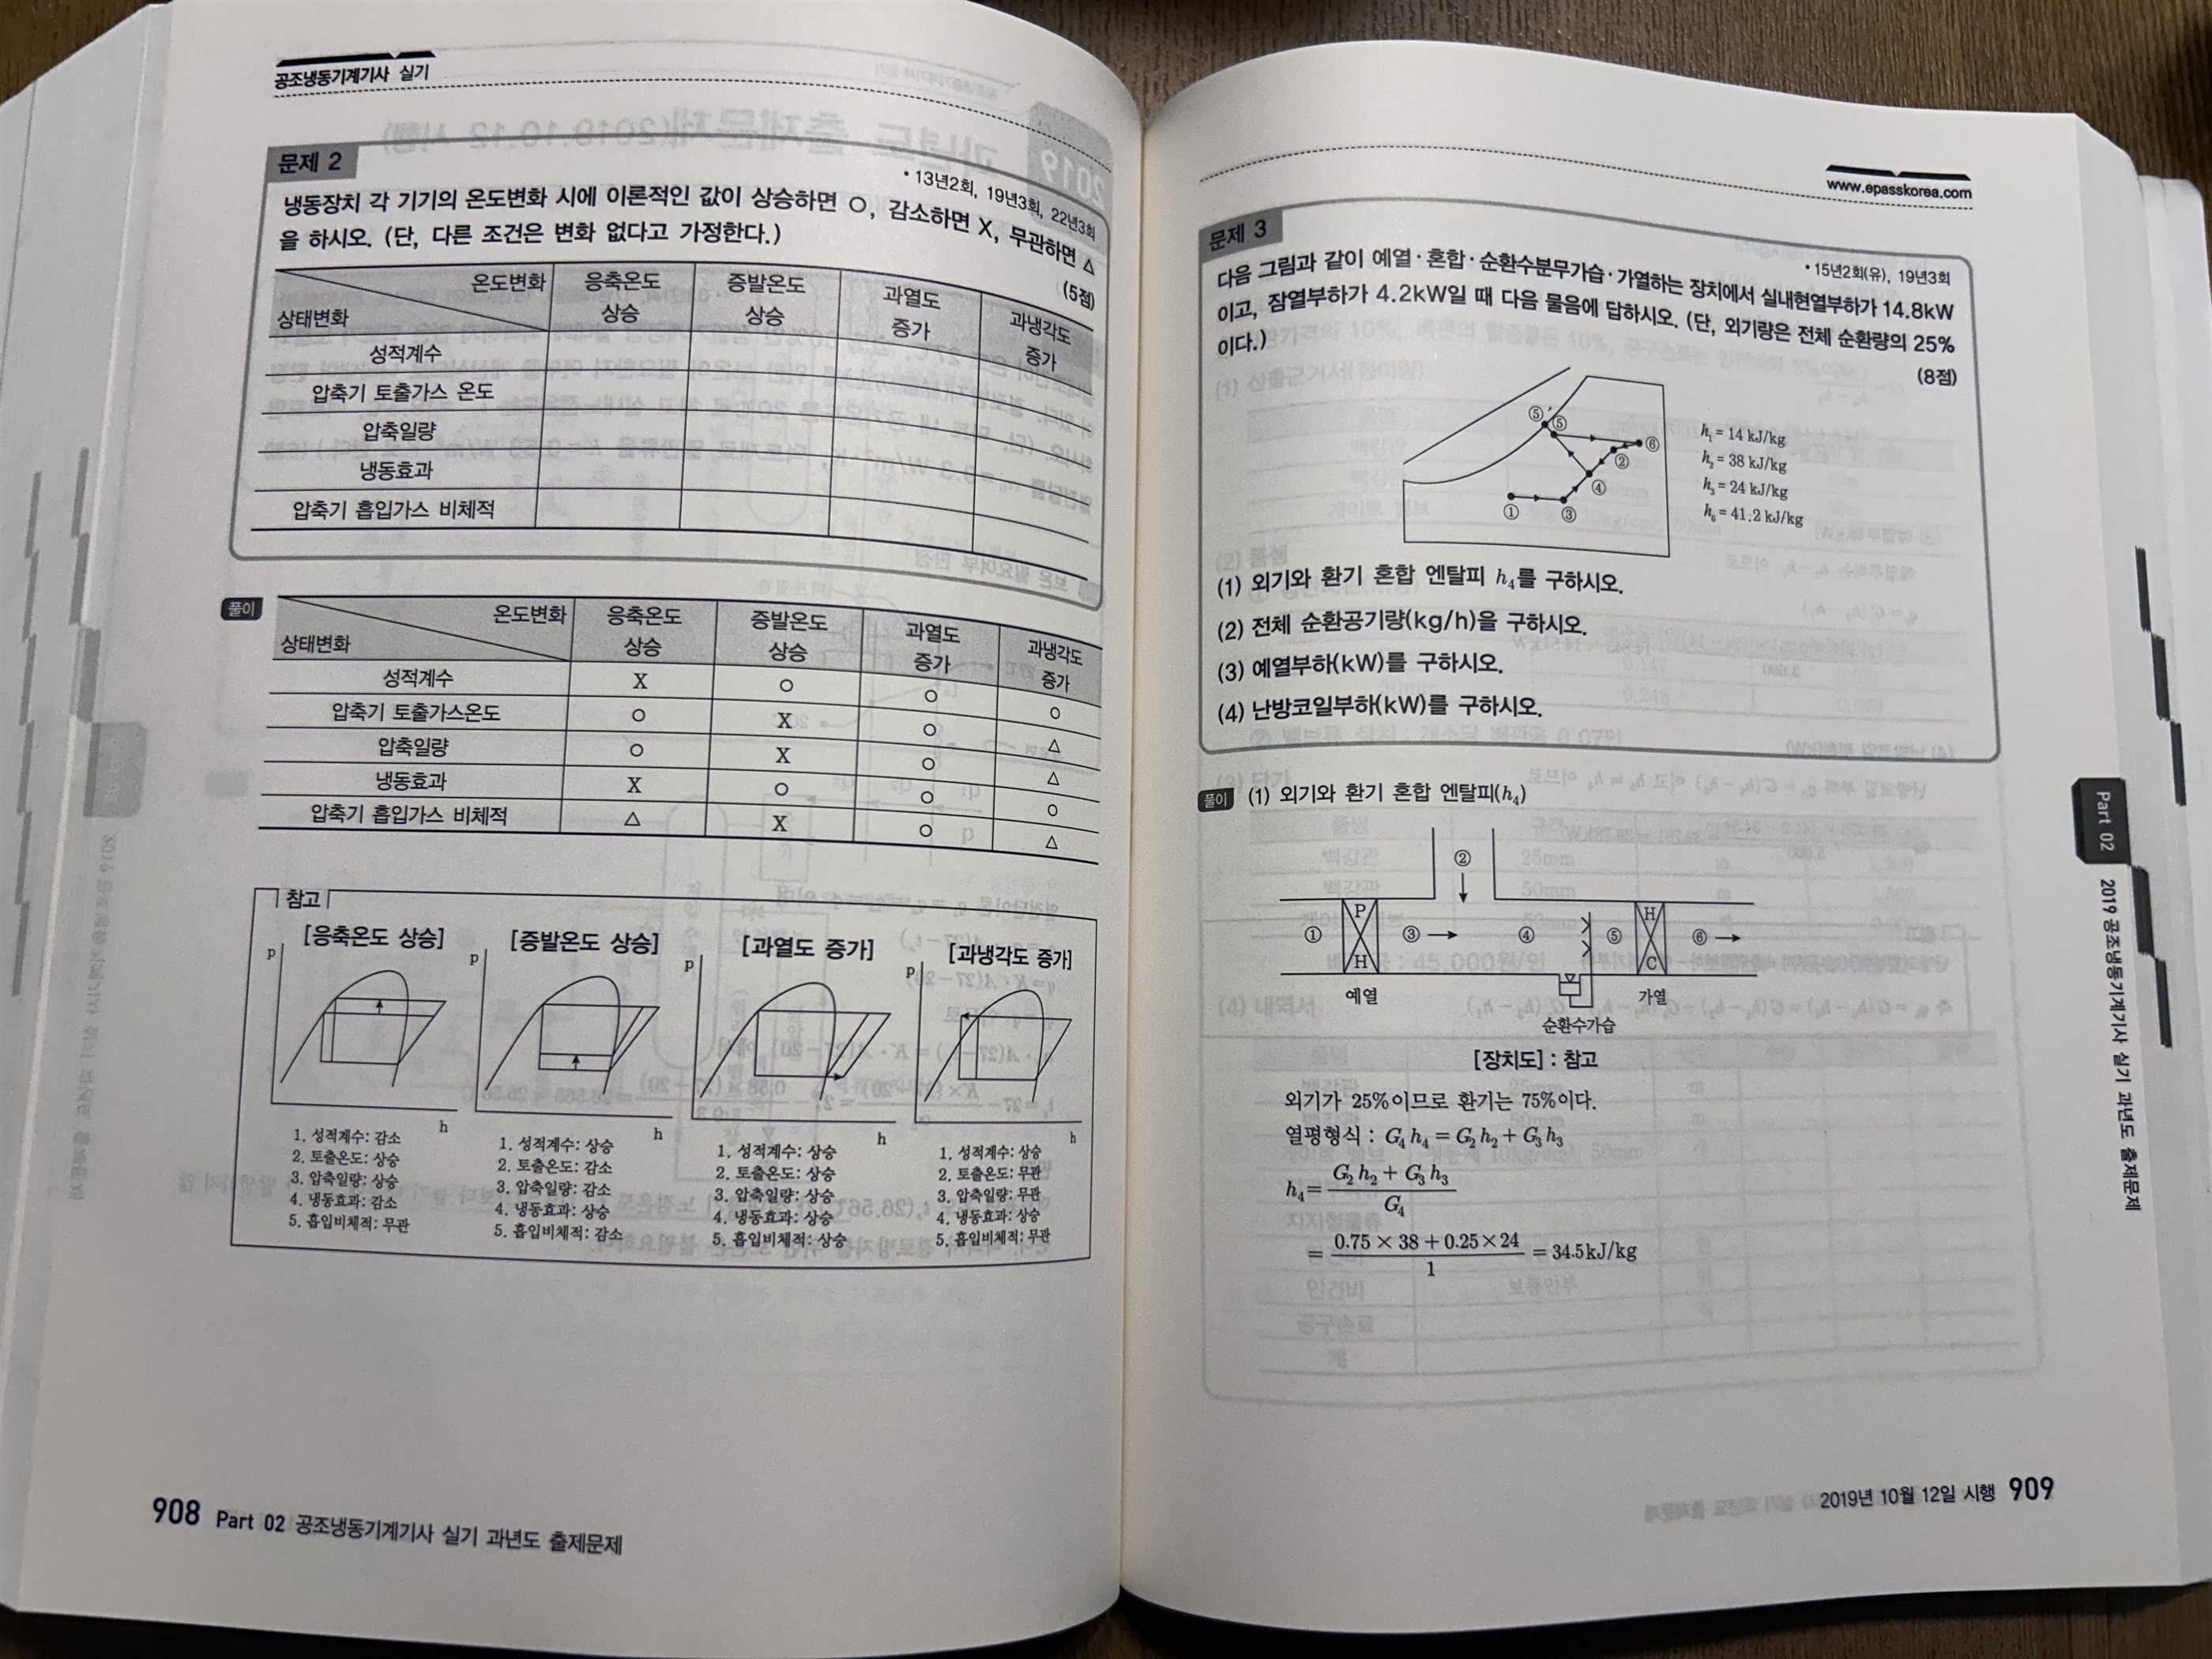 공조냉동기계기사 실기
문제 2
• 13년2회, 19년3회, 22년3회
냉동장치 각 기기의 온도변화 시에 이론적인 값이 상승하면 O, 감소하면 X, 무관하면 △
을 하시오. (단, 다른 조건은 변화 없다고 가정한다.)
(5점)
온도변화 응축온도 증발온도 과열도 과냉각도
상태변화 상승 상승 증가 증가
성적계수
압축기 토출가스 온도
압축일량
냉동효과
압축기 흡입가스 비체적
풀이
온도변화 응축온도 증발온도 과열도 과냉각도
상태변화 상승 상승 증가 증가
성적계수 X O O O
압축기 토출가스온도 O X O △
압축일량 O X O △
냉동효과 X O O O
압축기 흡입가스 비체적 △ X O △
참고
[응축온도 상승] [증발온도 상승] [과열도 증가] [과냉각도 증가]
p p p p
h h h h
1. 성적계수: 감소
2. 토출온도: 상승
3. 압축일량: 상승
4. 냉동효과: 감소
5. 흡입비체적: 무관
1. 성적계수: 상승
2. 토출온도: 감소
3. 압축일량: 감소
4. 냉동효과: 상승
5. 흡입비체적: 감소
1. 성적계수: 상승
2. 토출온도: 상승
3. 압축일량: 상승
4. 냉동효과: 상승
5. 흡입비체적: 상승
1. 성적계수: 상승
2. 토출온도: 무관
3. 압축일량: 무관
4. 냉동효과: 상승
5. 흡입비체적: 무관
908 Part 02 공조냉동기계기사 실기 과년도 출제문제
www.epasskorea.com
문제 3
• 15년2회(유), 19년3회
다음 그림과 같이 예열·혼합·순환수분무가습·가열하는 장치에서 실내현열부하가 14.8kW
이고, 잠열부하가 4.2kW일 때 다음 물음에 답하시오. (단, 외기량은 전체 순환량의 25%
이다.)
(8점)
⑤′ ⑤ ⑥
②
④
① ③
h₁ = 14 kJ/kg
h₂ = 38 kJ/kg
h₃ = 24 kJ/kg
h₆ = 41.2 kJ/kg
(1) 외기와 환기 혼합 엔탈피 h₄를 구하시오.
(2) 전체 순환공기량(kg/h)을 구하시오.
(3) 예열부하(kW)를 구하시오.
(4) 난방코일부하(kW)를 구하시오.
풀이 (1) 외기와 환기 혼합 엔탈피(h₄)
②
P H
① ③ → ④ ⑤ ⑥ →
H C
예열 가열
순환수가습
[장치도] : 참고
외기가 25%이므로 환기는 75%이다.
열평형식 : G₄h₄ = G₂h₂ + G₃h₃
h₄ = (G₂h₂ + G₃h₃) / G₄
= (0.75 × 38 + 0.25 × 24) / 1 = 34.5kJ/kg
Part 02 2019 공조냉동기계기사 실기 과년도 출제문제
2019년 10월 12일 시행 909